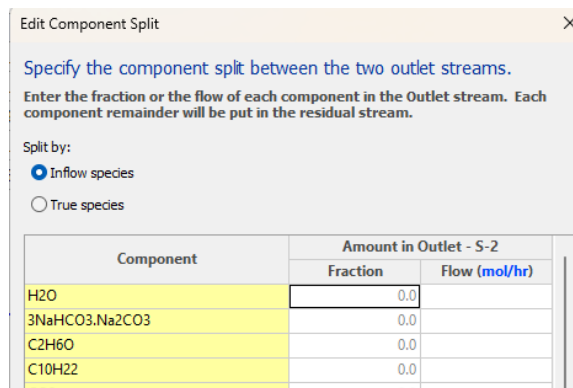 Edit Component Split
Specify the component split between the two outlet streams.
Enter the fraction or the flow of each component in the Outlet stream. Each
component remainder will be put in the residual stream.
Split by:
Inflow species
True species
Component
Amount in Outlet - S-2
Fraction
Flow (mol/hr)
H2O 0.0
3NaHCO3.Na2CO3 0.0
C2H6O 0.0
C10H22 0.0